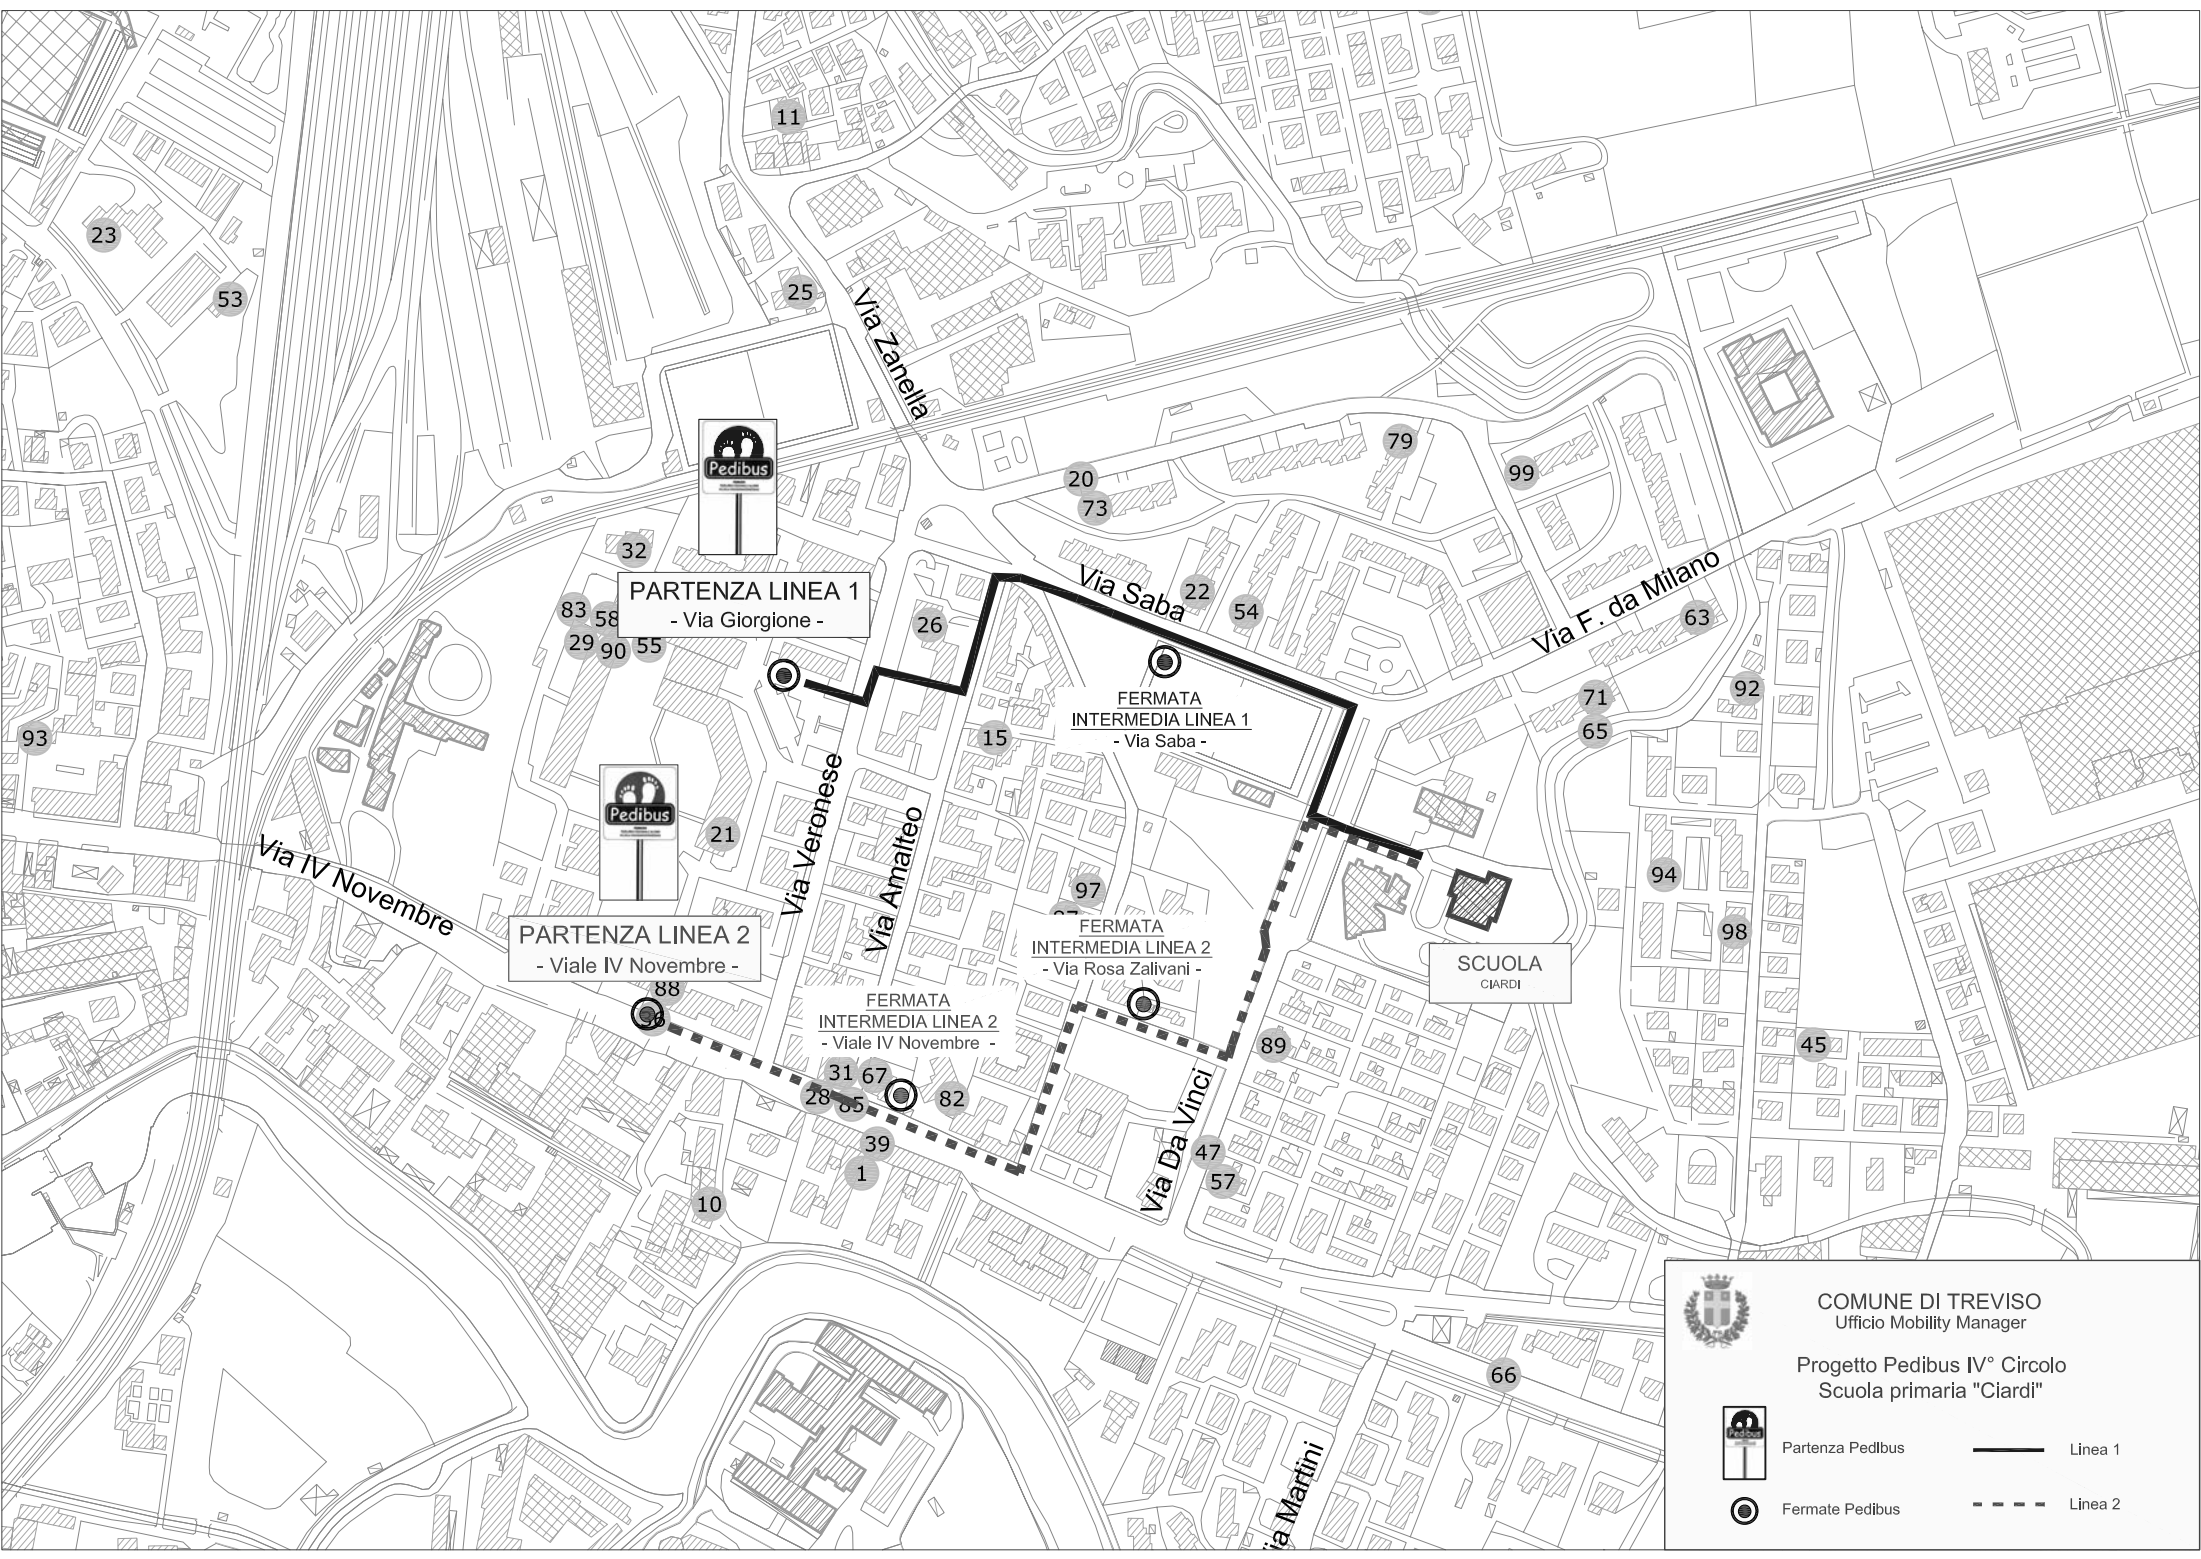 11
23
53
25
Via Zanella
79
20
99
73
Pedibus
32
PARTENZA LINEA 1
- Via Giorgione -
83
58
29
90
55
26
Via Saba
22
54
Via F. da Milano
63
FERMATA
INTERMEDIA LINEA 1
- Via Saba -
71
92
65
93
15
Pedibus
21
Via Veronese
Via Amalteo
Via IV Novembre
97
94
98
PARTENZA LINEA 2
- Viale IV Novembre -
88
FERMATA
INTERMEDIA LINEA 2
- Via Rosa Zalivani -
SCUOLA
CIARDI
FERMATA
INTERMEDIA LINEA 2
- Viale IV Novembre -
89
45
31
67
28
85
82
39
1
10
47
57
Via Da Vinci
66
Via Martini
COMUNE DI TREVISO
Ufficio Mobility Manager
Progetto Pedibus IV° Circolo
Scuola primaria "Ciardi"
Pedibus
Partenza Pedibus
Linea 1
Fermate Pedibus
Linea 2